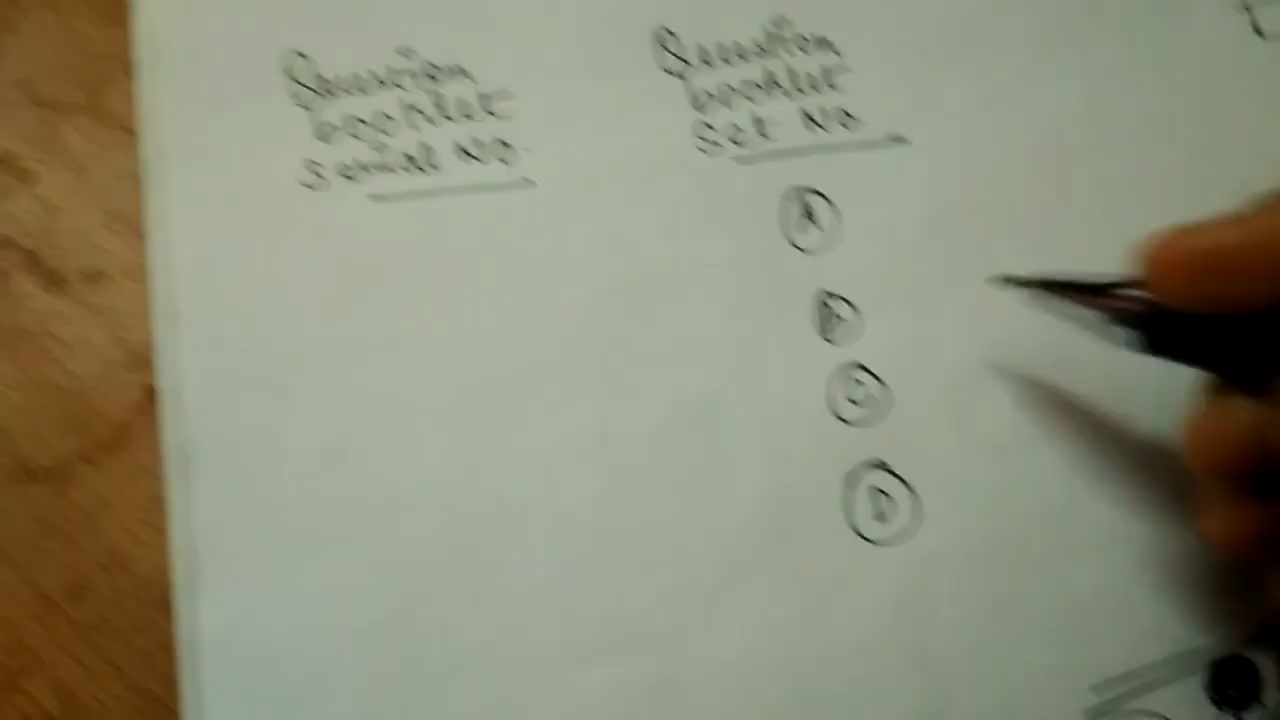 Question
booklet
Serial No.
Question
booklet
Set No.
A
B
C
D